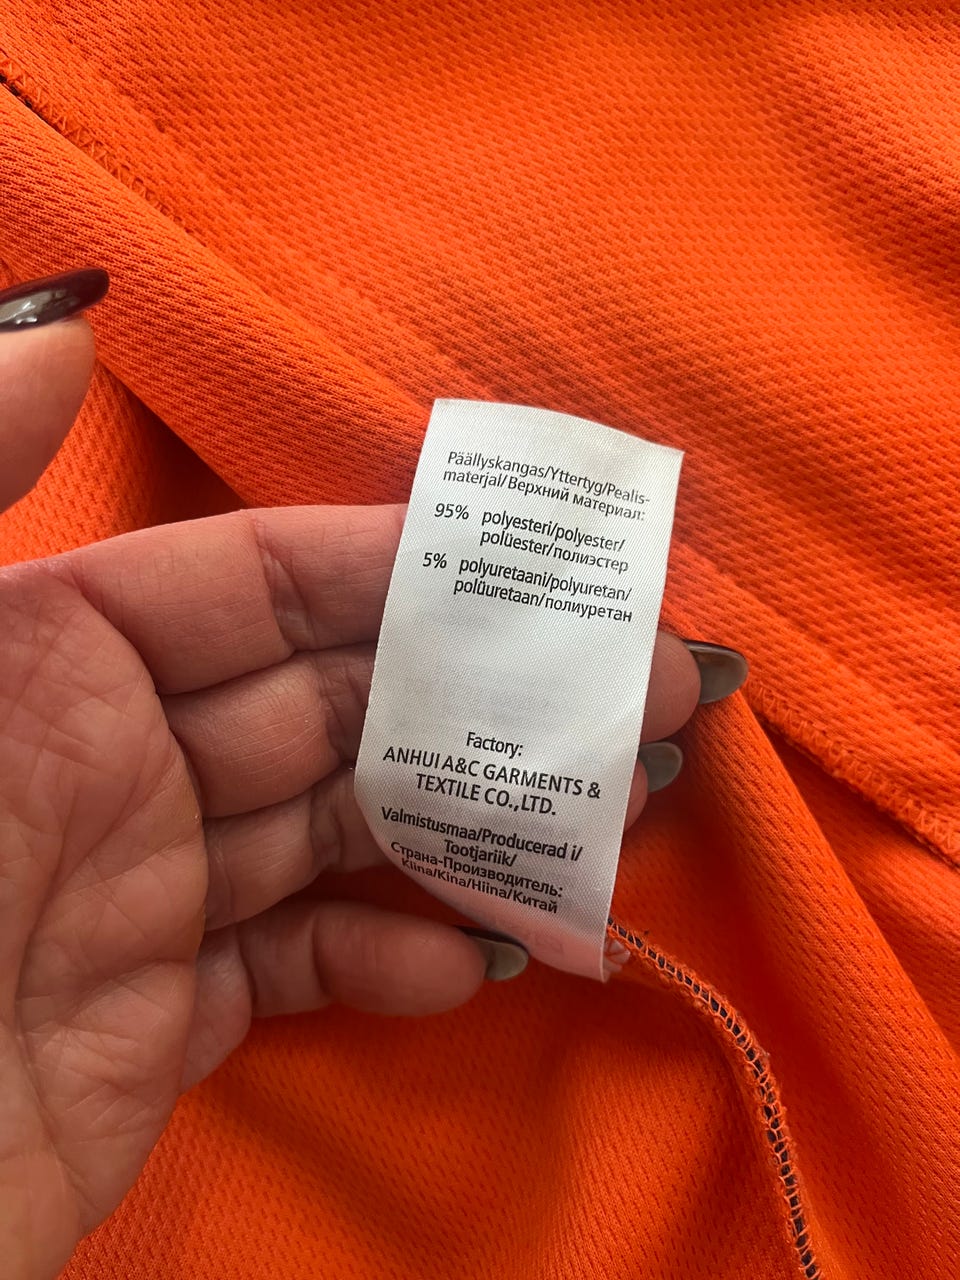 Päällyskangas/Yttertyg/Pealis-
materjal/Верхний материал:
95% polyesteri/polyester/
polüester/полиэстер
5% polyuretaani/polyuretan/
polüuretaan/полиуретан
Factory:
ANHUI A&C GARMENTS &
TEXTILE CO.,LTD.
Valmistusmaa/Producerad i/
Tootjariik/
Страна-Производитель:
Kiina/Kina/Hiina/Китай